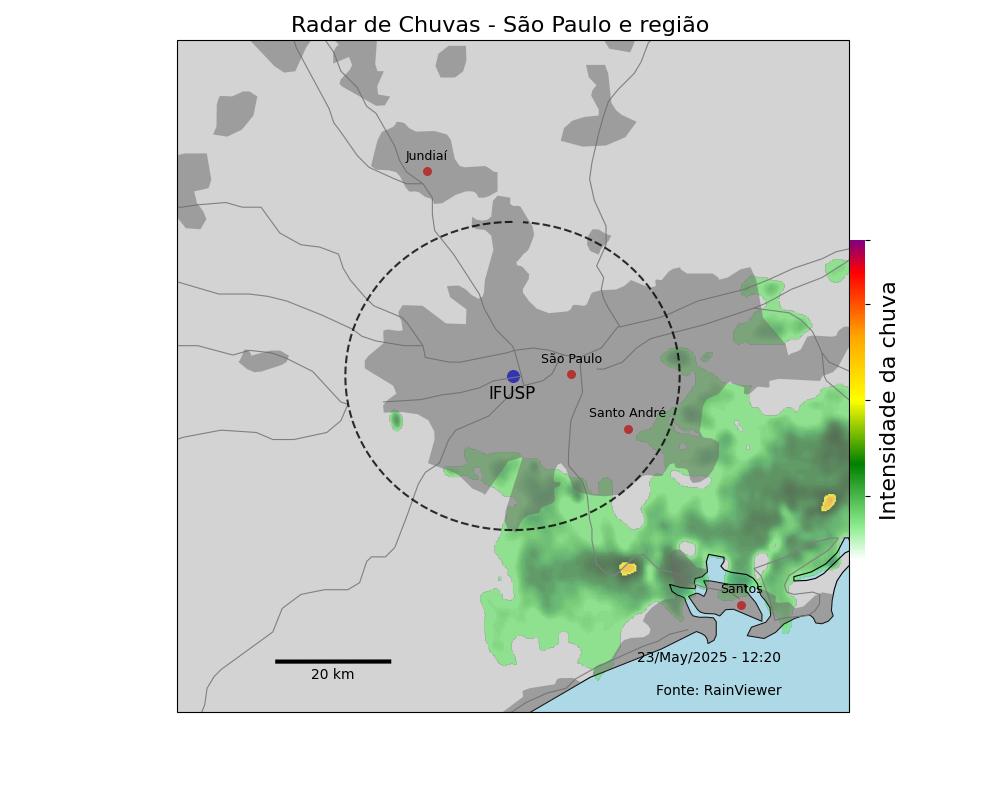 Radar de Chuvas - São Paulo e região
Jundiaí
São Paulo
IFUSP
Santo André
Santos
23/May/2025 - 12:20
20 km
Fonte: RainViewer
Intensidade da chuva